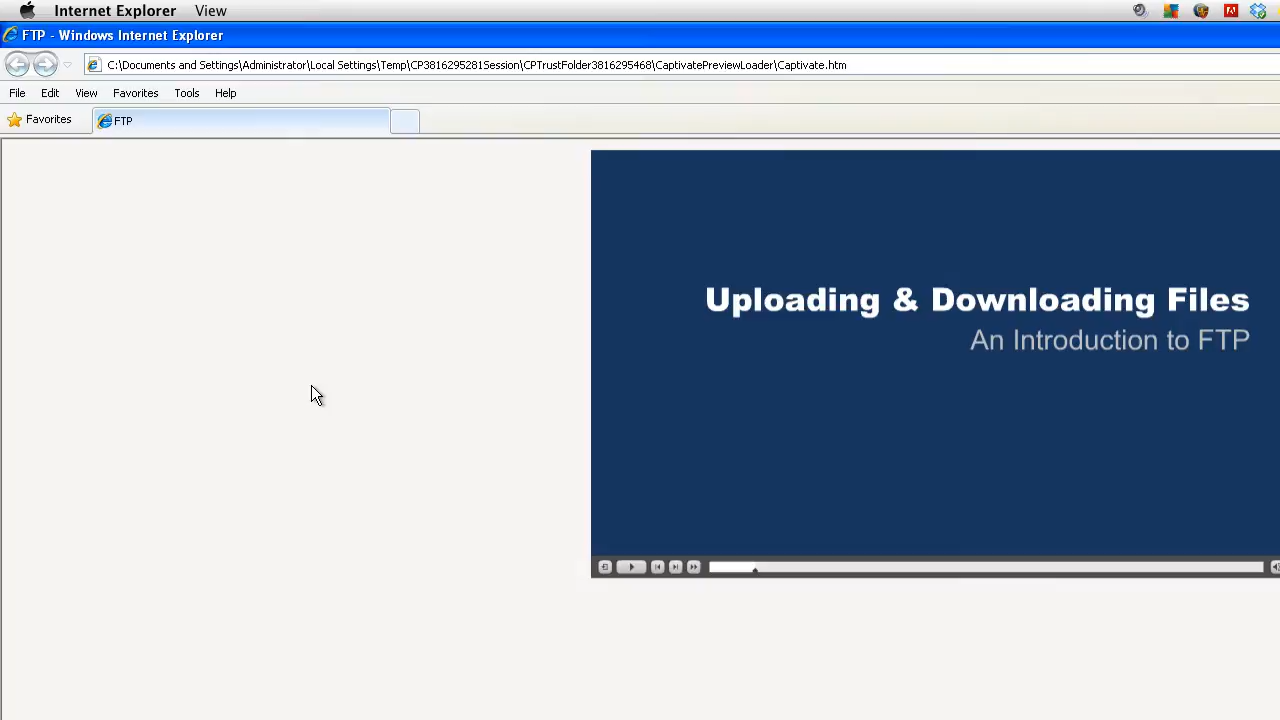 Internet Explorer View
FTP - Windows Internet Explorer
C:\Documents and Settings\Administrator\Local Settings\Temp\CP3816295281Session\CPTrustFolder3816295468\CaptivatePreviewLoader\Captivate.htm
File Edit View Favorites Tools Help
Favorites FTP
Uploading & Downloading Files
An Introduction to FTP